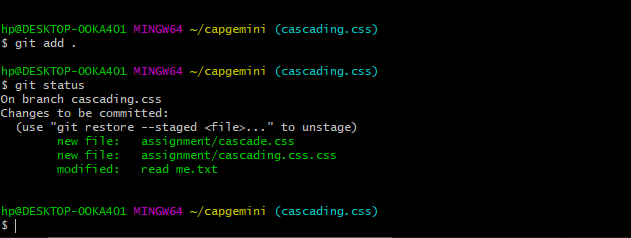 hp@DESKTOP-OOKA401 MINGW64 ~/capgemini (cascading.css)
$ git add .
hp@DESKTOP-OOKA401 MINGW64 ~/capgemini (cascading.css)
$ git status
On branch cascading.css
Changes to be committed:
  (use "git restore --staged <file>..." to unstage)
        new file:   assignment/cascade.css
        new file:   assignment/cascading.css.css
        modified:   read me.txt
hp@DESKTOP-OOKA401 MINGW64 ~/capgemini (cascading.css)
$